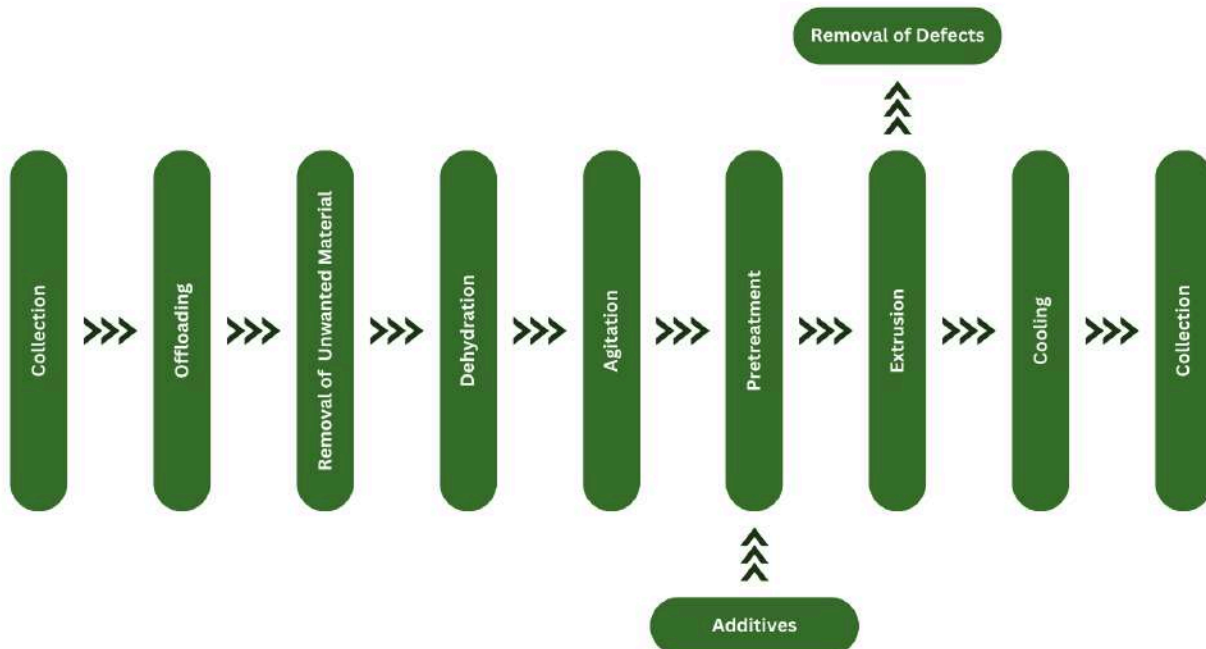 Removal of Defects
Collection
Offloading
Removal of Unwanted Material
Dehydration
Agitation
Pretreatment
Extrusion
Cooling
Collection
Additives